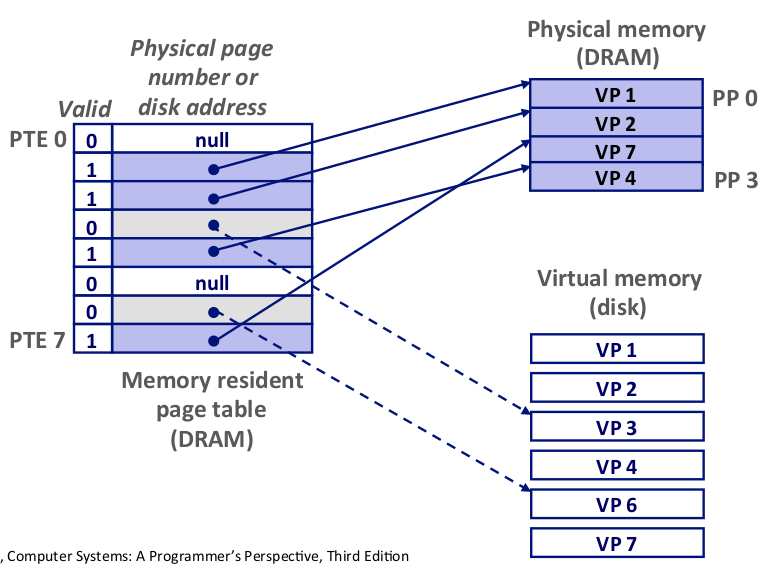 Physical page
number or
disk address
Valid
PTE 0
0
null
1
1
0
1
0
null
0
PTE 7
1
Memory resident
page table
(DRAM)
Physical memory
(DRAM)
VP 1
PP 0
VP 2
VP 7
VP 4
PP 3
Virtual memory
(disk)
VP 1
VP 2
VP 3
VP 4
VP 6
VP 7
, Computer Systems: A Programmer's Perspective, Third Edition